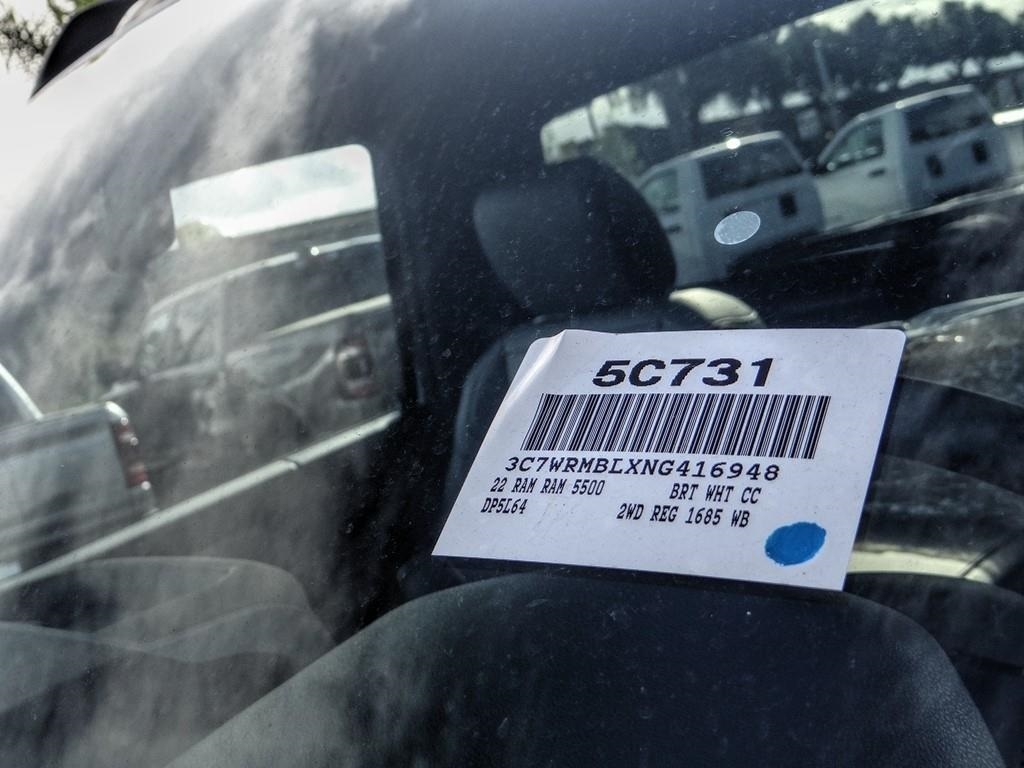 5C731
3C7WRMBLXNG416948
22 RAM RAM 5500 BRT WHT CC
DP5L64 2WD REG 1685 WB